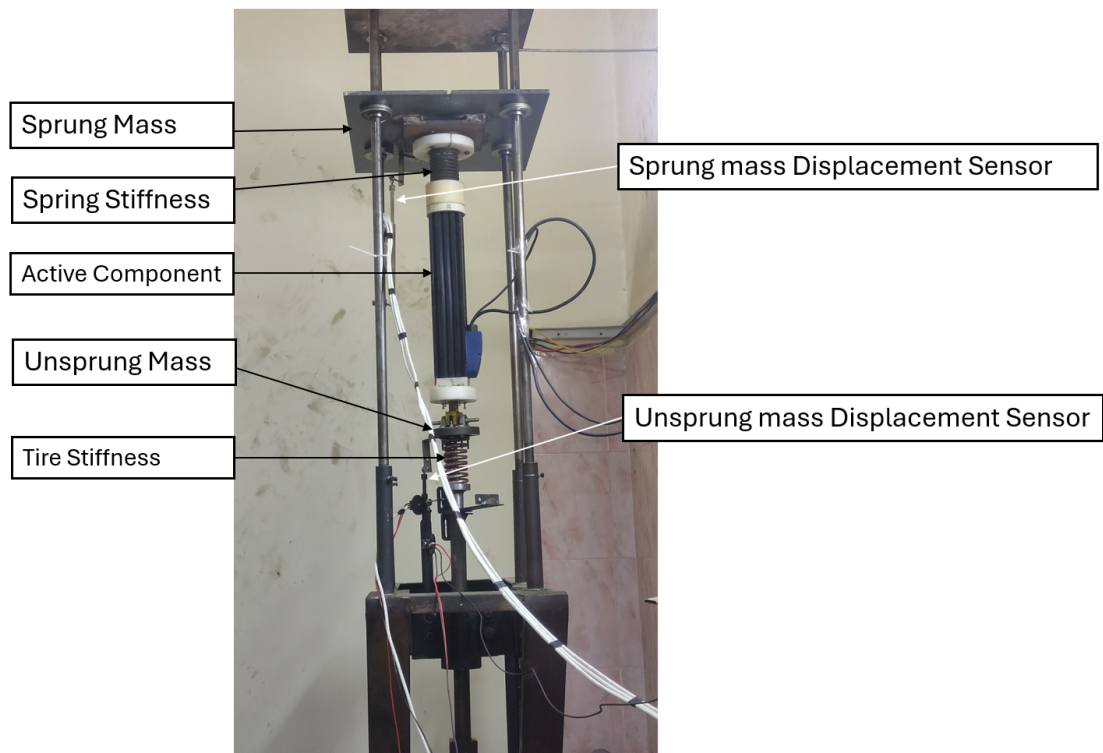 Sprung Mass
Sprung mass Displacement Sensor
Spring Stiffness
Active Component
Unsprung Mass
Unsprung mass Displacement Sensor
Tire Stiffness